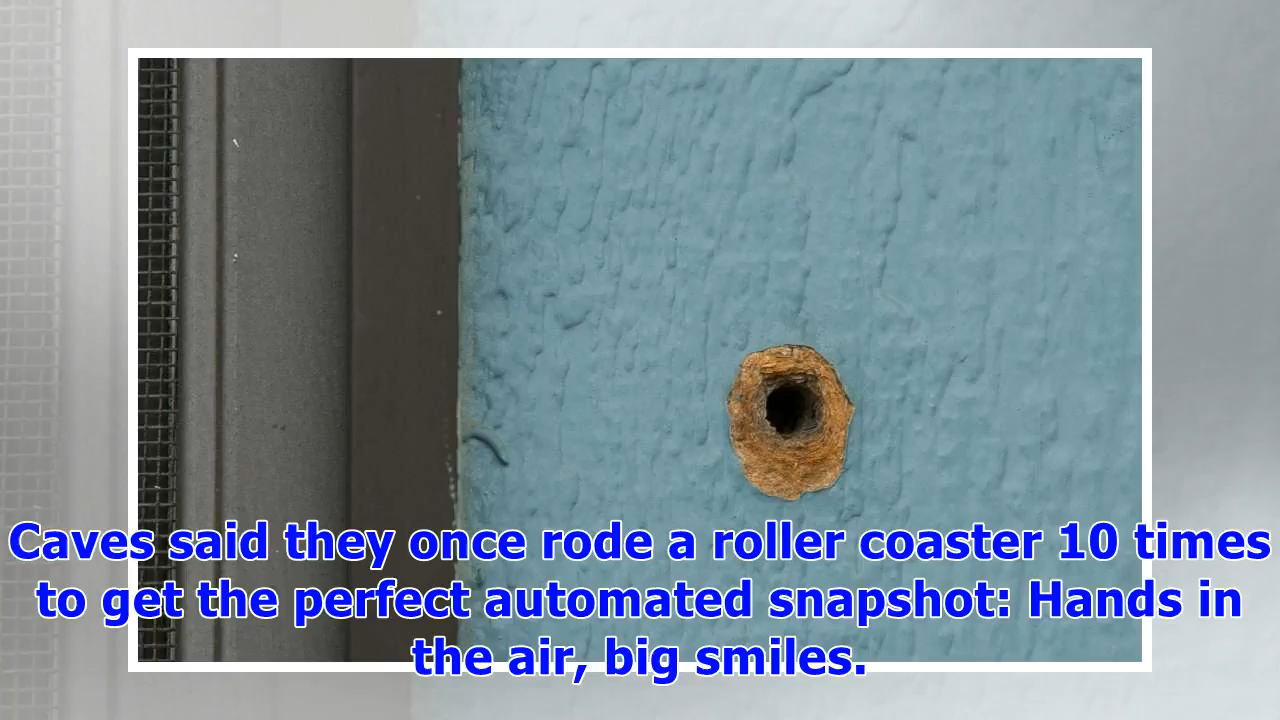 Caves said they once rode a roller coaster 10 times
to get the perfect automated snapshot: Hands in
the air, big smiles.